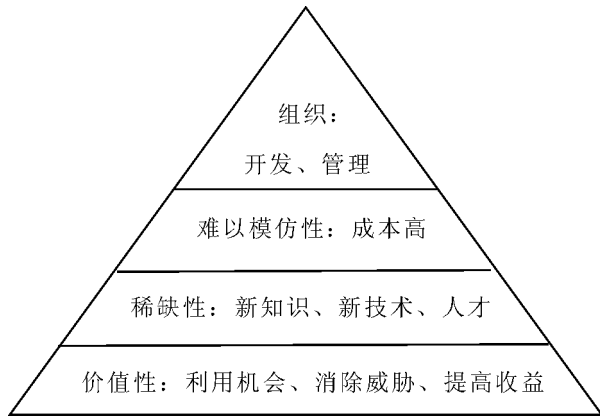 组织：
开发、管理
难以模仿性：成本高
稀缺性：新知识、新技术、人才
价值性：利用机会、消除威胁、提高收益